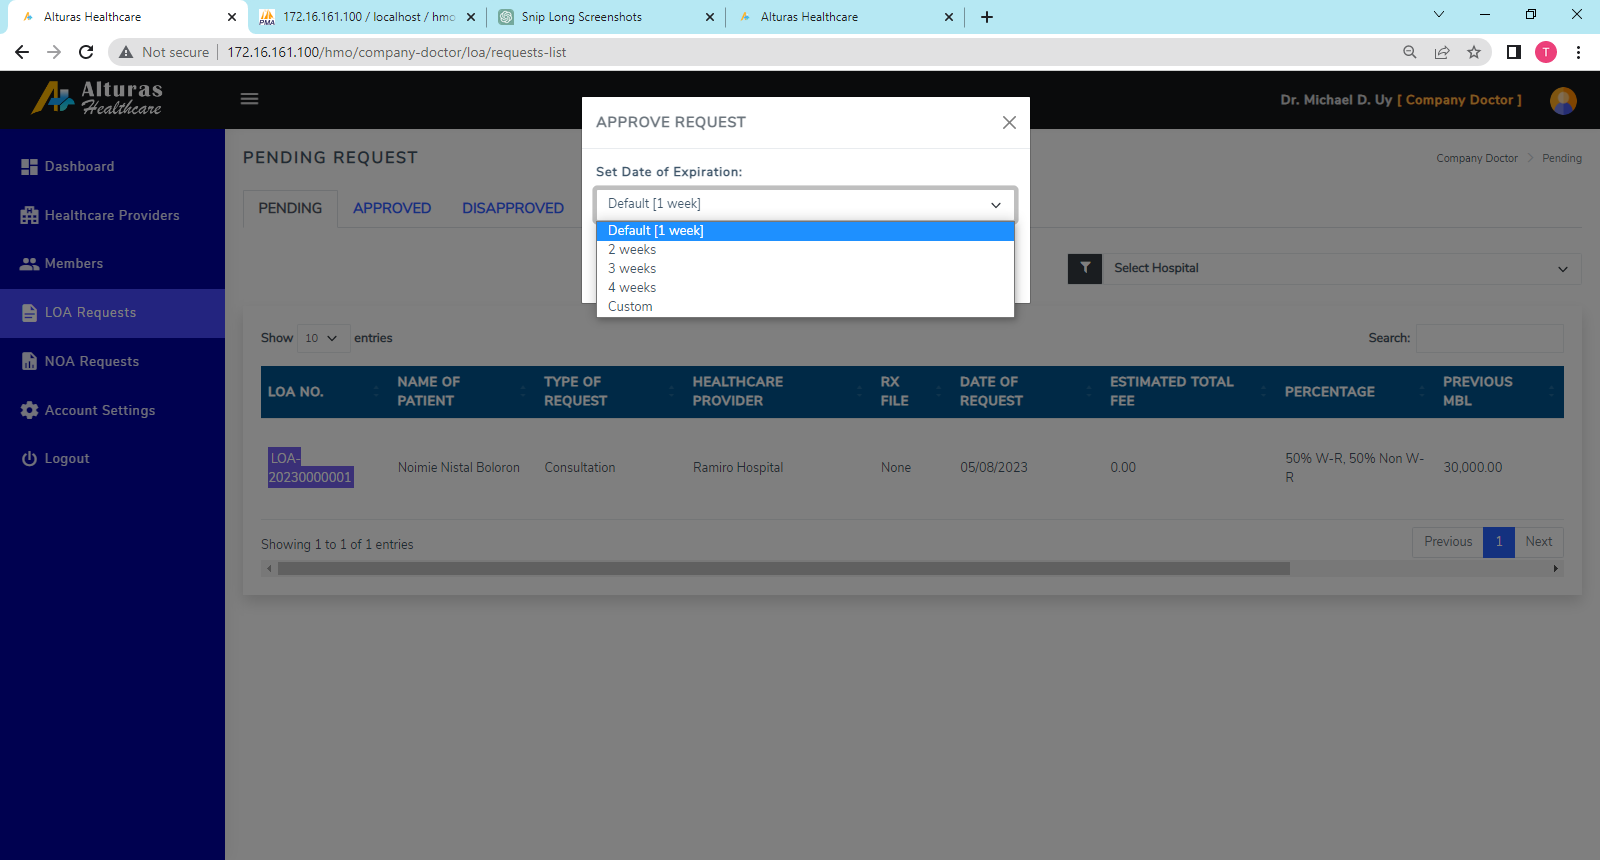 Alturas Healthcare
172.16.161.100 / localhost / hmo
Snip Long Screenshots
Alturas Healthcare
Not secure
172.16.161.100/hmo/company-doctor/loa/requests-list
T
Alturas
Healthcare
Dr. Michael D. Uy [ Company Doctor ]
Dashboard
Healthcare Providers
Members
LOA Requests
NOA Requests
Account Settings
Logout
PENDING REQUEST
Company Doctor
Pending
PENDING
APPROVED
DISAPPROVED
APPROVE REQUEST
Set Date of Expiration:
Default [1 week]
Default [1 week]
2 weeks
3 weeks
4 weeks
Custom
Select Hospital
Show 10 entries
Search:
LOA NO.
NAME OF
PATIENT
TYPE OF
REQUEST
HEALTHCARE
PROVIDER
RX
FILE
DATE OF
REQUEST
ESTIMATED TOTAL
FEE
PERCENTAGE
PREVIOUS
MBL
LOA-
20230000001
Noimie Nistal Boloron
Consultation
Ramiro Hospital
None
05/08/2023
0.00
50% W-R, 50% Non W-
R
30,000.00
Showing 1 to 1 of 1 entries
Previous
1
Next